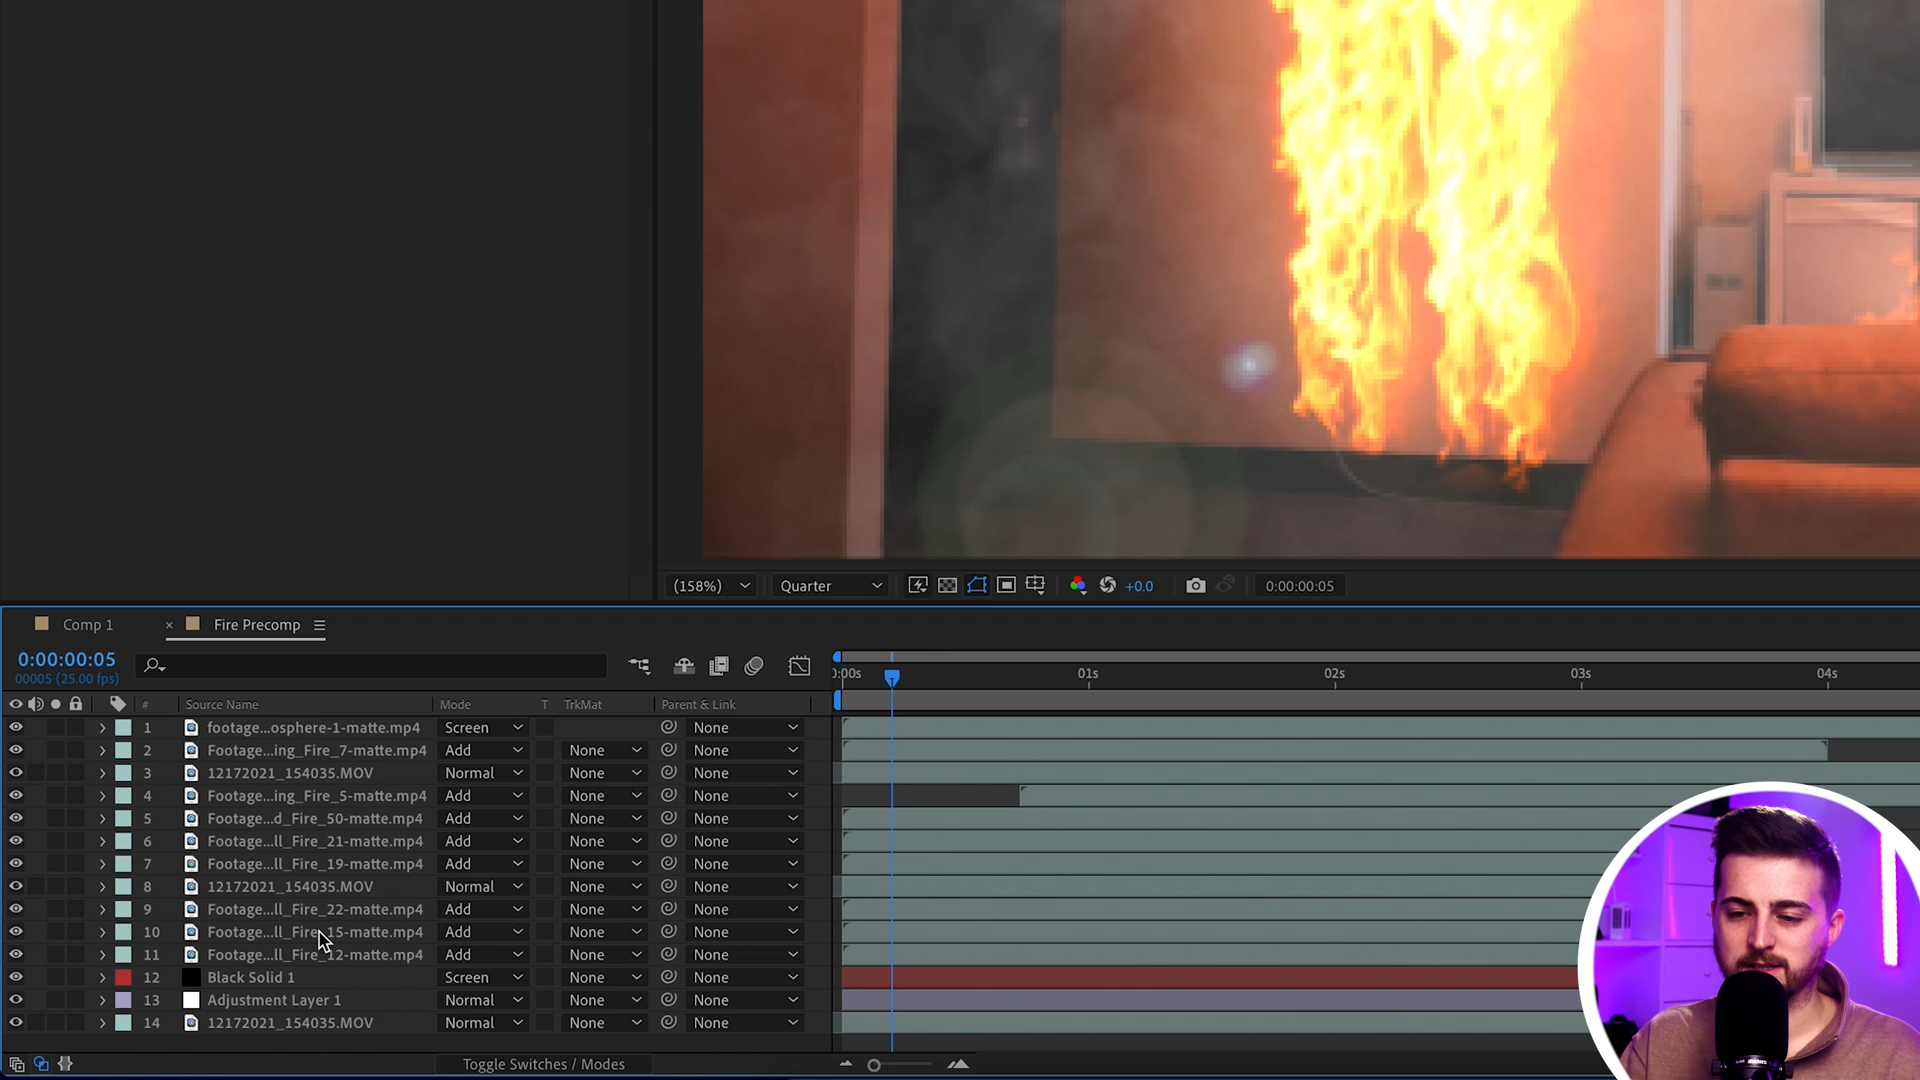 (158%) Quarter +0.0 0:00:00:05
Comp 1 × Fire Precomp
0:00:00:05
00005 (25.00 fps)
0:00s 01s 02s 03s 04s
# Source Name Mode T TrkMat Parent & Link
1 footage...osphere-1-matte.mp4 Screen None
2 Footage...ing_Fire_7-matte.mp4 Add None None
3 12172021_154035.MOV Normal None None
4 Footage...ing_Fire_5-matte.mp4 Add None None
5 Footage...d_Fire_50-matte.mp4 Add None None
6 Footage...ll_Fire_21-matte.mp4 Add None None
7 Footage...ll_Fire_19-matte.mp4 Add None None
8 12172021_154035.MOV Normal None None
9 Footage...ll_Fire_22-matte.mp4 Add None None
10 Footage...ll_Fire_15-matte.mp4 Add None None
11 Footage...ll_Fire_12-matte.mp4 Add None None
12 Black Solid 1 Screen None None
13 Adjustment Layer 1 Normal None None
14 12172021_154035.MOV Normal None None
Toggle Switches / Modes